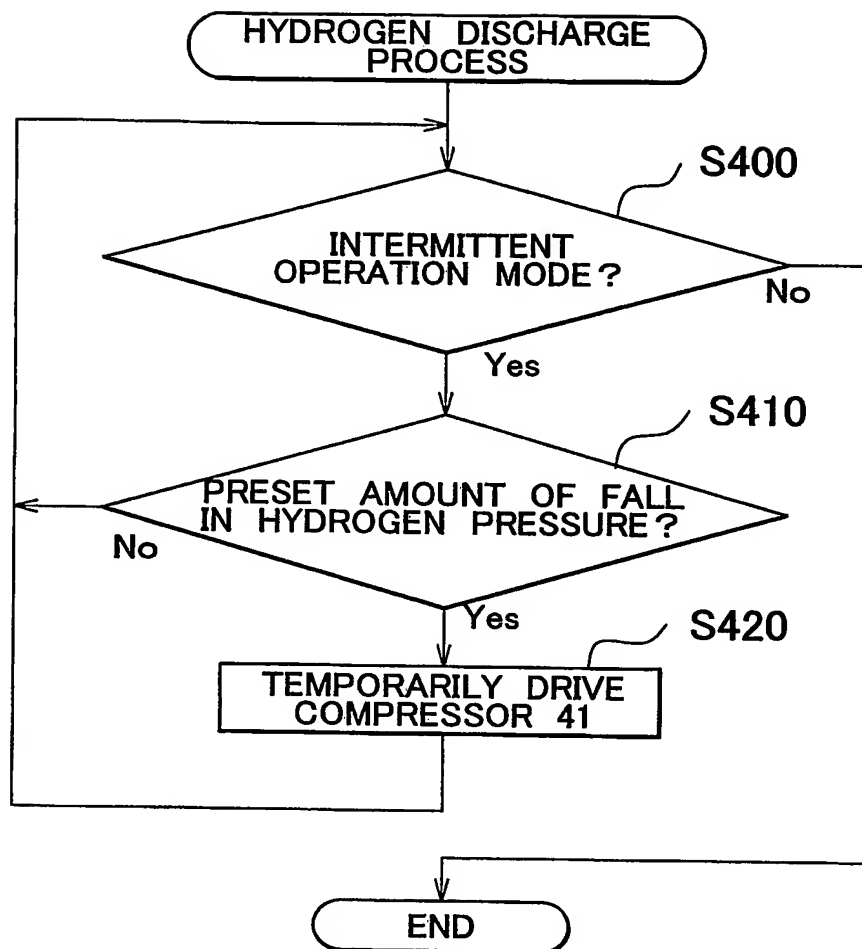 HYDROGEN DISCHARGE
PROCESS
S400
INTERMITTENT
OPERATION MODE?
No
Yes
S410
PRESET AMOUNT OF FALL
IN HYDROGEN PRESSURE?
No
Yes
S420
TEMPORARILY DRIVE
COMPRESSOR 41
END